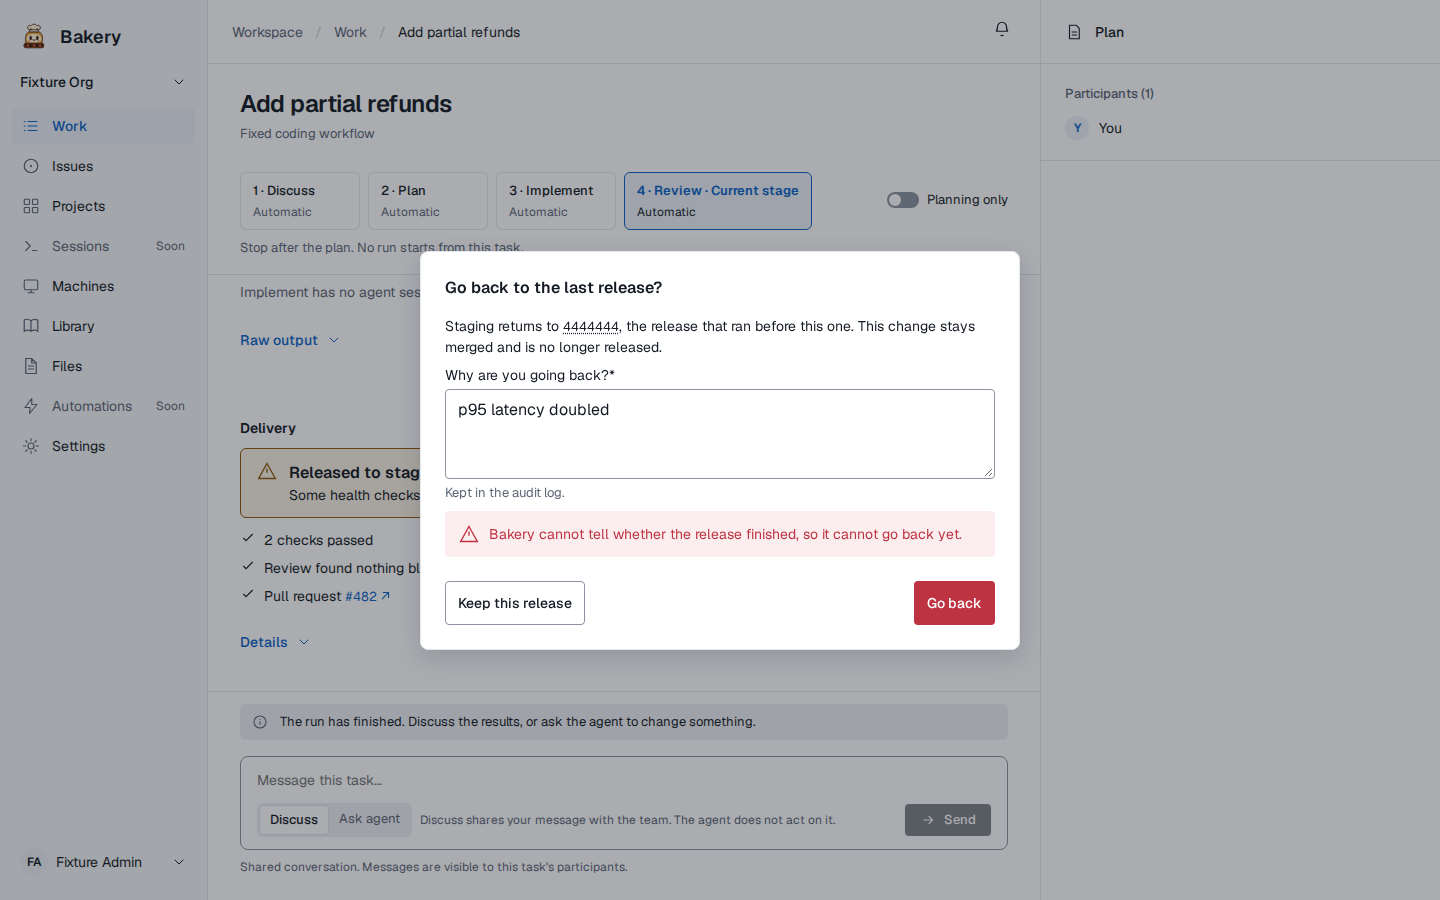 Bakery
Fixture Org
Work
Issues
Projects
Sessions Soon
Machines
Library
Files
Automations Soon
Settings
FA Fixture Admin
Workspace / Work / Add partial refunds
Add partial refunds
Fixed coding workflow
1 · Discuss
Automatic
2 · Plan
Automatic
3 · Implement
Automatic
4 · Review · Current stage
Automatic
Planning only
Stop after the plan. No run starts from this task.
Implement has no agent ses
Raw output
Delivery
Released to stag
Some health checks
2 checks passed
Review found nothing bl
Pull request #482
Details
Go back to the last release?
Staging returns to 4444444, the release that ran before this one. This change stays
merged and is no longer released.
Why are you going back?*
p95 latency doubled
Kept in the audit log.
Bakery cannot tell whether the release finished, so it cannot go back yet.
Keep this release
Go back
The run has finished. Discuss the results, or ask the agent to change something.
Message this task...
Discuss Ask agent Discuss shares your message with the team. The agent does not act on it.
Send
Shared conversation. Messages are visible to this task's participants.
Plan
Participants (1)
Y You